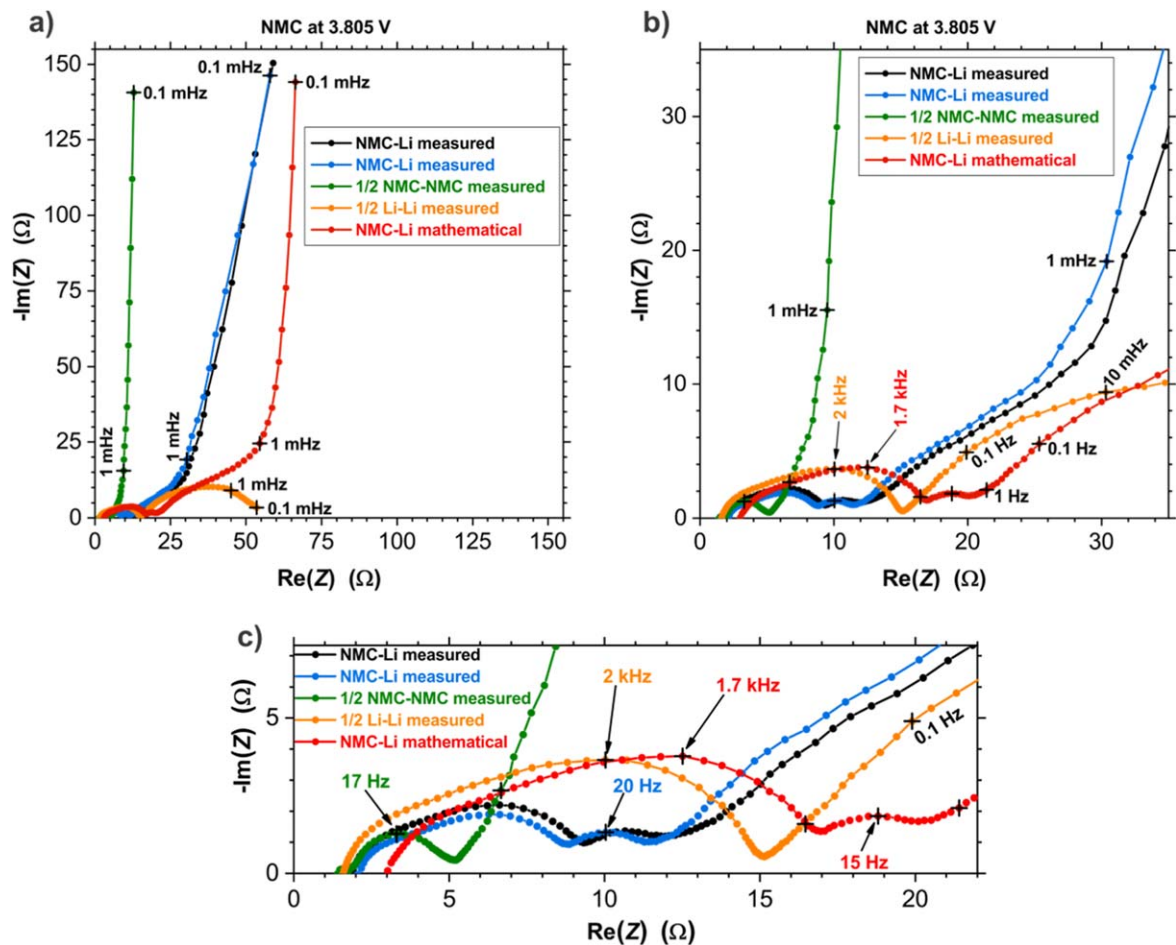 a)
NMC at 3.805 V
150
125
100
75
50
25
0
0 25 50 75 100 125 150
-Im(Z) (Ω)
Re(Z) (Ω)
0.1 mHz
0.1 mHz
0.1 mHz
NMC-Li measured
NMC-Li measured
1/2 NMC-NMC measured
1/2 Li-Li measured
NMC-Li mathematical
1 mHz
1 mHz
1 mHz
1 mHz
0.1 mHz
b)
NMC at 3.805 V
30
20
10
0
0 10 20 30
-Im(Z) (Ω)
Re(Z) (Ω)
NMC-Li measured
NMC-Li measured
1/2 NMC-NMC measured
1/2 Li-Li measured
NMC-Li mathematical
1 mHz
1 mHz
2 kHz
1.7 kHz
10 mHz
0.1 Hz
0.1 Hz
1 Hz
c)
5
0
0 5 10 15 20
-Im(Z) (Ω)
Re(Z) (Ω)
NMC-Li measured
NMC-Li measured
1/2 NMC-NMC measured
1/2 Li-Li measured
NMC-Li mathematical
2 kHz
1.7 kHz
17 Hz
20 Hz
0.1 Hz
15 Hz